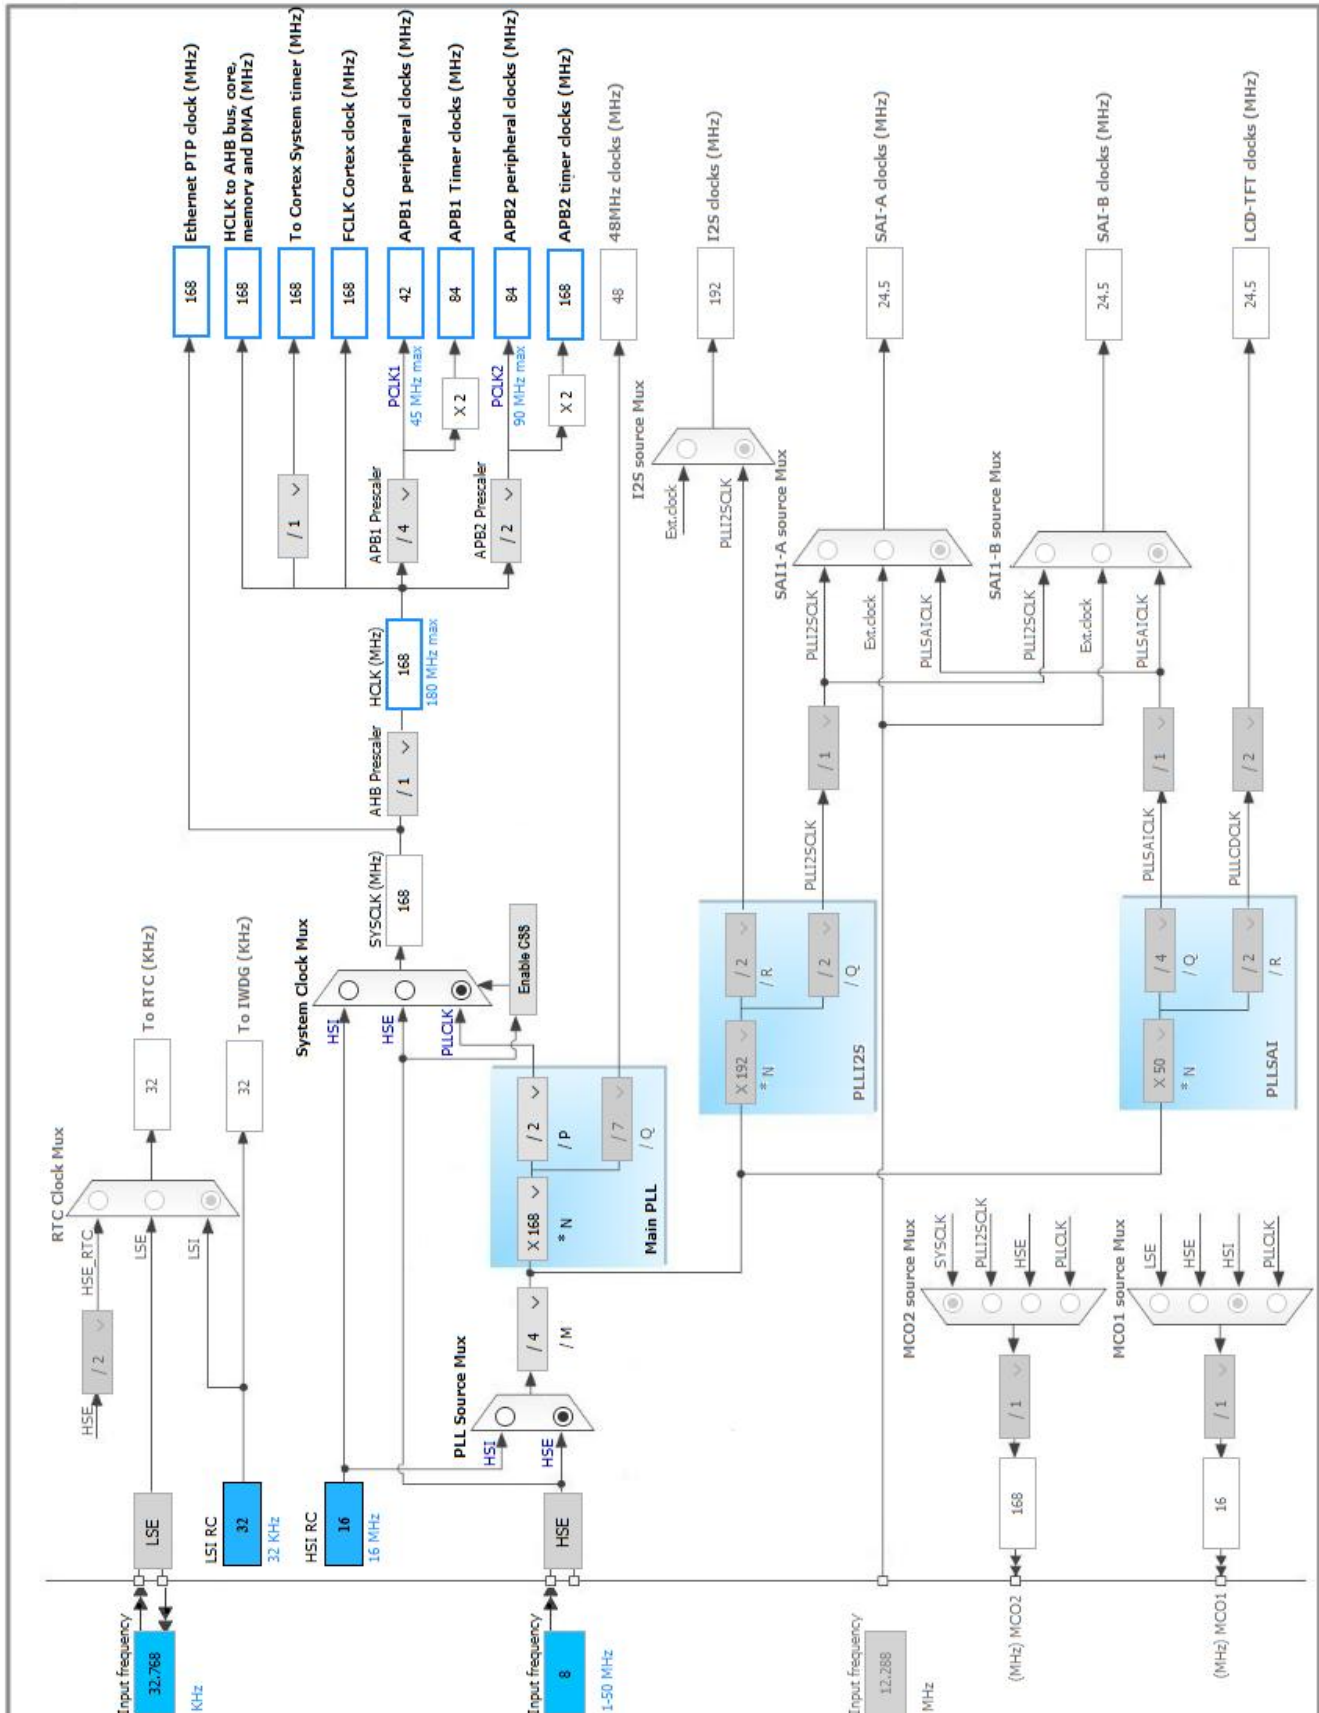 RTC Clock Mux
HSE
/ 2
HSE_RTC
LSE
LSI
32
To RTC (KHz)
32
To IWDG (KHz)
Input frequency
32.768
KHz
LSE
LSI RC
32
32 KHz
HSI RC
16
16 MHz
Input frequency
8
1-50 MHz
HSE
PLL Source Mux
HSI
HSE
/ 4
/ M
X 168
* N
/ 2
/ P
/ 7
/ Q
Main PLL
System Clock Mux
HSI
HSE
PLLCLK
Enable CSS
SYSCLK (MHz)
168
AHB Prescaler
/ 1
HCLK (MHz)
168
180 MHz max
/ 1
APB1 Prescaler
/ 4
PCLK1
45 MHz max
X 2
APB2 Prescaler
/ 2
PCLK2
90 MHz max
X 2
168
Ethernet PTP clock (MHz)
168
HCLK to AHB bus, core,
memory and DMA (MHz)
168
To Cortex System timer (MHz)
168
FCLK Cortex clock (MHz)
42
APB1 peripheral clocks (MHz)
84
APB1 Timer clocks (MHz)
84
APB2 peripheral clocks (MHz)
168
APB2 timer clocks (MHz)
48
48MHz clocks (MHz)
I2S source Mux
Ext.clock
PLLI2SCLK
192
I2S clocks (MHz)
X 192
* N
/ 2
/ R
/ 2
/ Q
PLLI2S
PLLI2SCLK
/ 1
SAI1-A source Mux
PLLI2SCLK
Ext.clock
PLLSAICLK
24.5
SAI-A clocks (MHz)
SAI1-B source Mux
PLLI2SCLK
Ext.clock
PLLSAICLK
24.5
SAI-B clocks (MHz)
X 50
* N
/ 4
/ Q
/ 2
/ R
PLLSAI
PLLSAICLK
/ 1
PLLLCDCLK
/ 2
24.5
LCD-TFT clocks (MHz)
Input frequency
12.288
MHz
MCO2 source Mux
SYSCLK
PLLI2SCLK
HSE
PLLCLK
/ 1
168
(MHz) MCO2
MCO1 source Mux
LSE
HSE
HSI
PLLCLK
/ 1
16
(MHz) MCO1